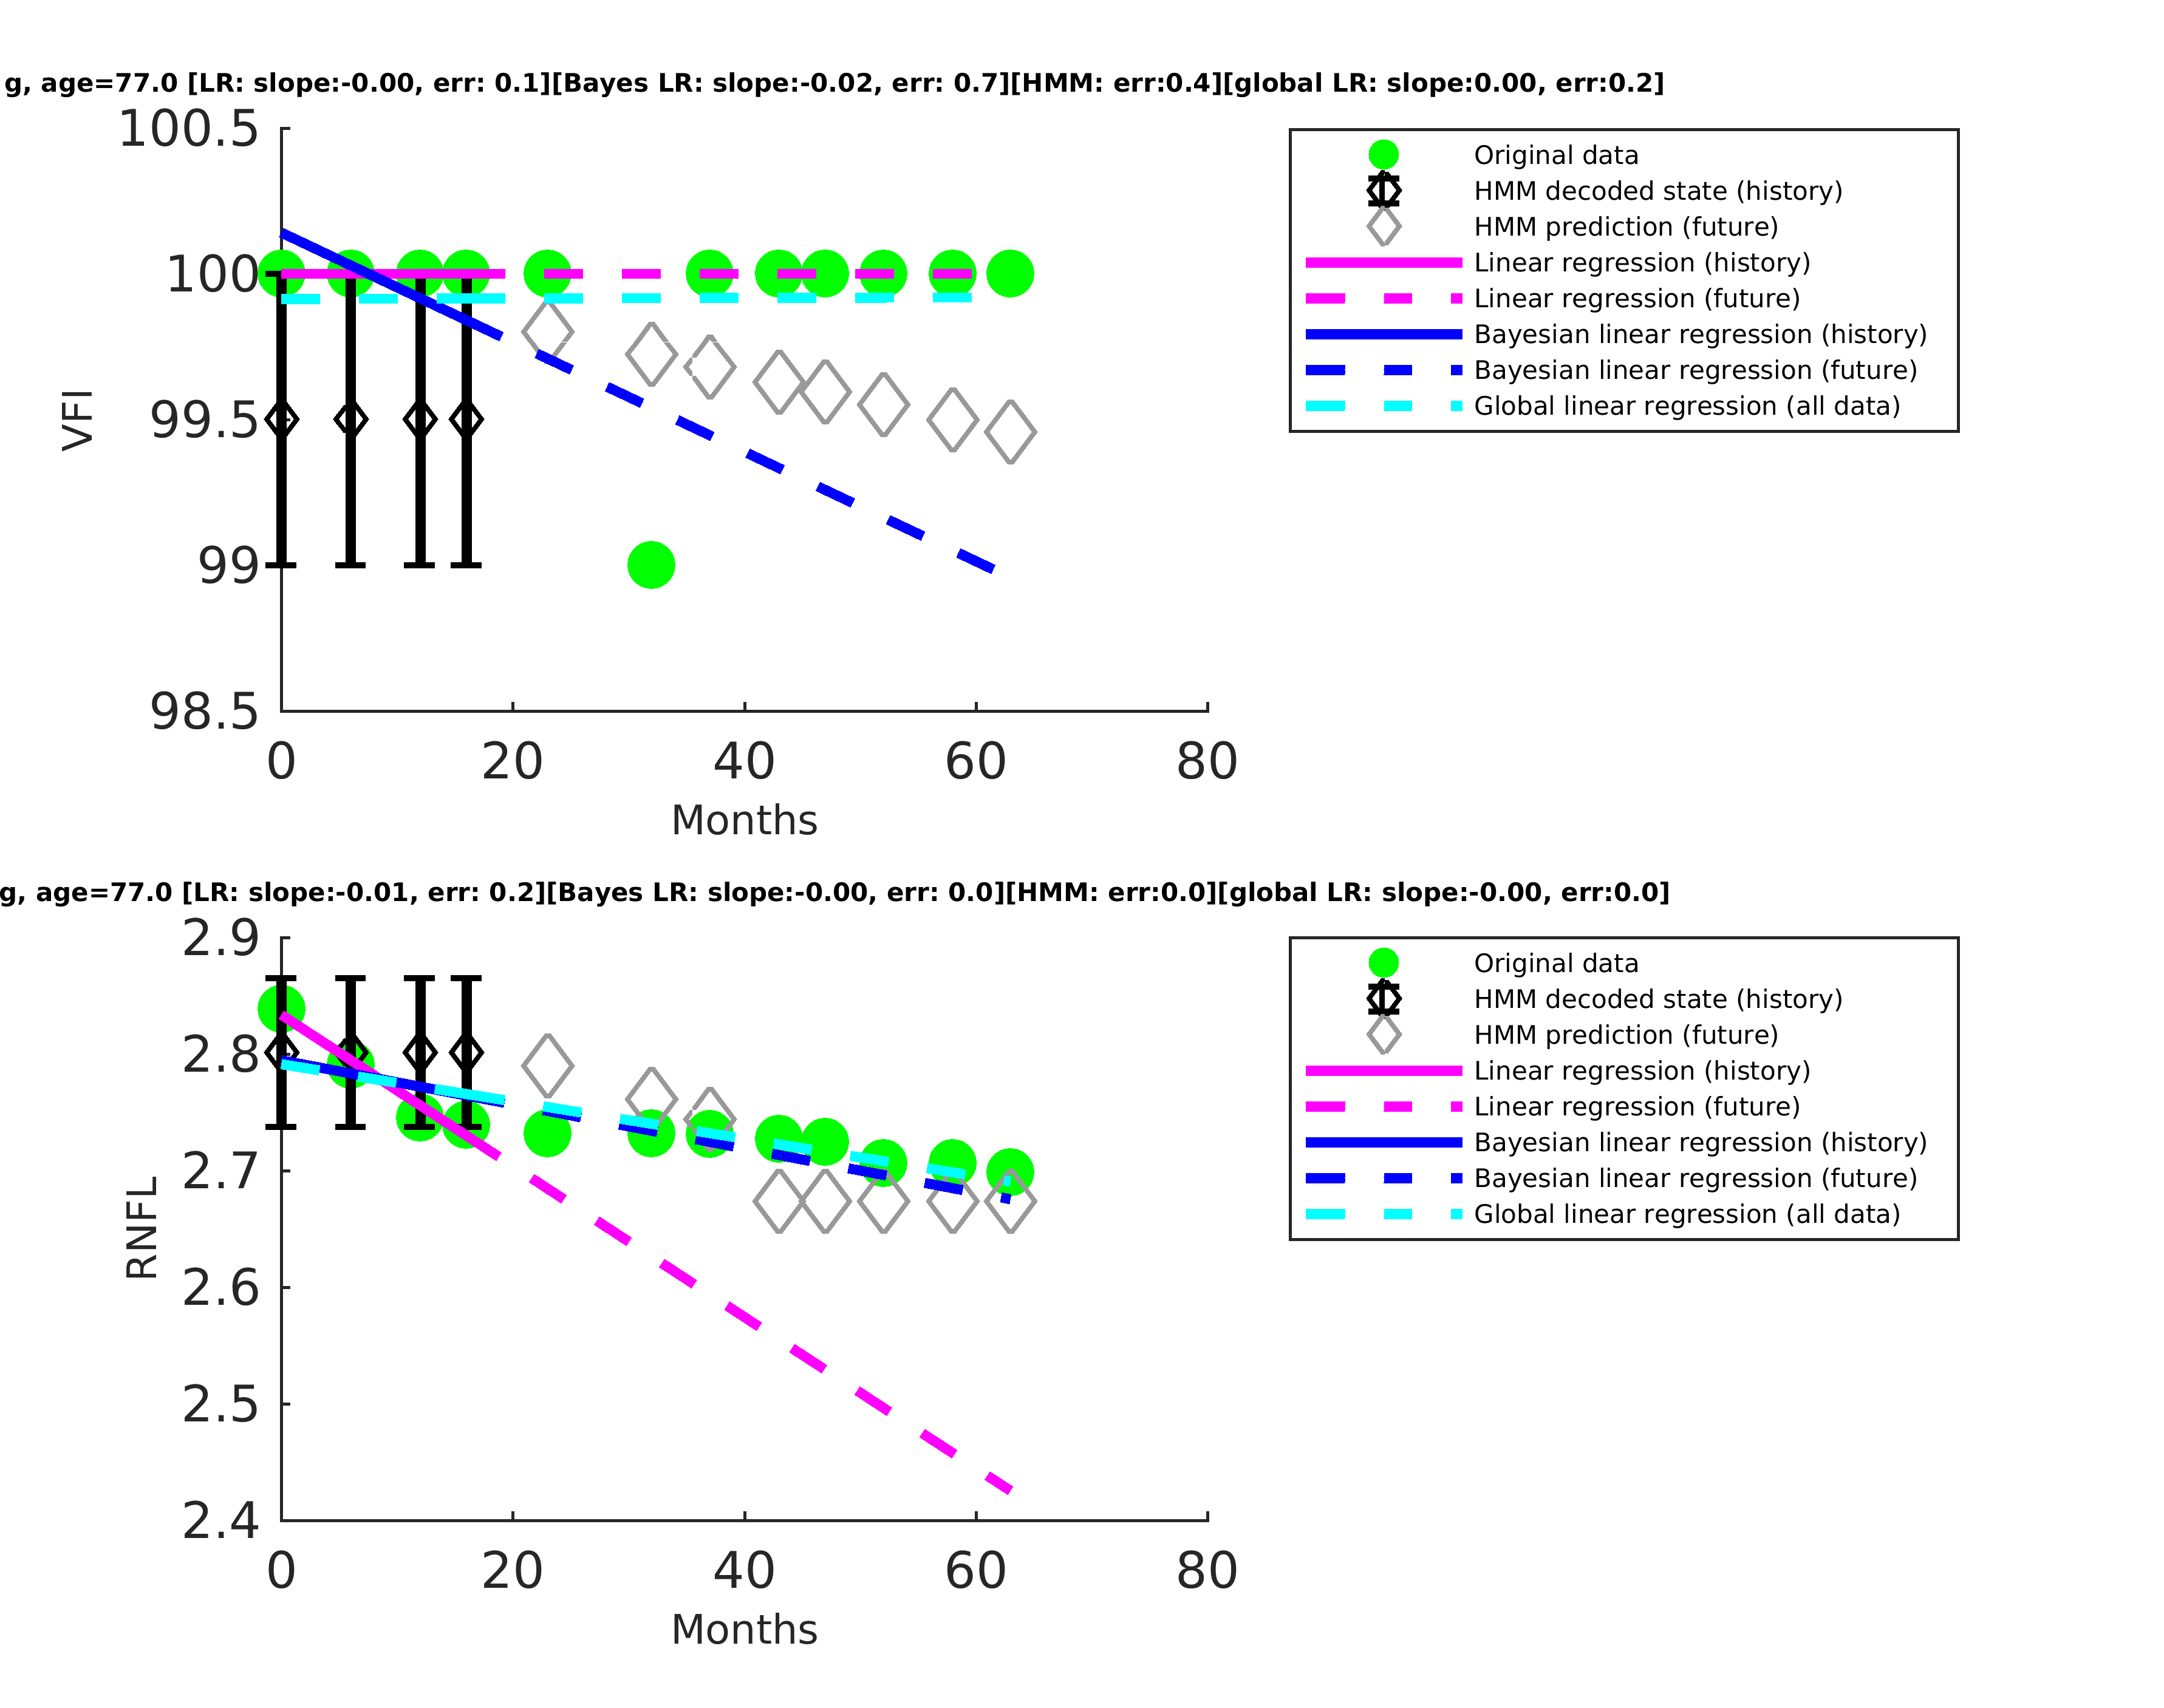 g, age=77.0 [LR: slope:-0.00, err: 0.1][Bayes LR: slope:-0.02, err: 0.7][HMM: err:0.4][global LR: slope:0.00, err:0.2]
100.5
100
99.5
99
98.5
VFI
0 20 40 60 80
Months
Original data
HMM decoded state (history)
HMM prediction (future)
Linear regression (history)
Linear regression (future)
Bayesian linear regression (history)
Bayesian linear regression (future)
Global linear regression (all data)
g, age=77.0 [LR: slope:-0.01, err: 0.2][Bayes LR: slope:-0.00, err: 0.0][HMM: err:0.0][global LR: slope:-0.00, err:0.0]
2.9
2.8
2.7
2.6
2.5
2.4
RNFL
0 20 40 60 80
Months
Original data
HMM decoded state (history)
HMM prediction (future)
Linear regression (history)
Linear regression (future)
Bayesian linear regression (history)
Bayesian linear regression (future)
Global linear regression (all data)